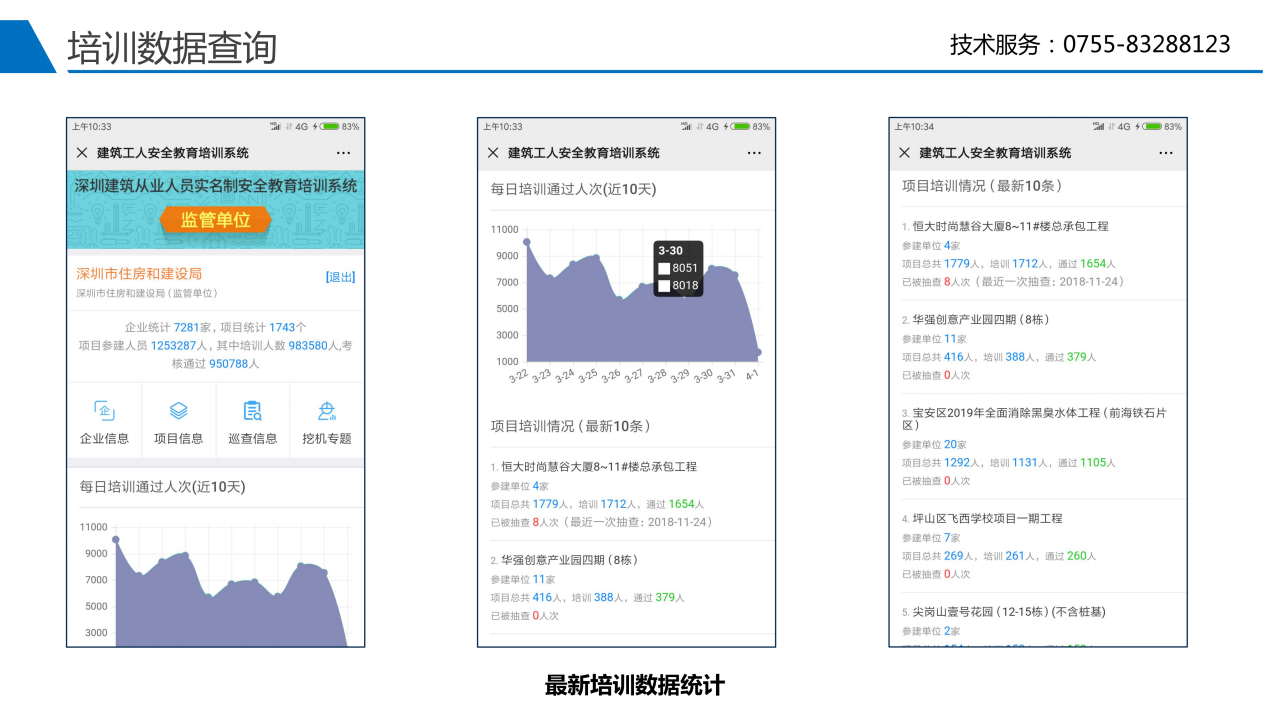 培训数据查询
技术服务：0755-83288123
上午10:33
4G
83%
建筑工人安全教育培训系统
深圳建筑从业人员实名制安全教育培训系统
监管单位
深圳市住房和建设局
[退出]
深圳市住房和建设局（监管单位）
企业统计 7281家, 项目统计 1743个
项目参建人员 1253287人, 其中培训人数 983580人,考
核通过 950788人
企业信息
项目信息
巡查信息
挖机专题
每日培训通过人次(近10天)
11000
9000
7000
5000
3000
上午10:33
4G
83%
建筑工人安全教育培训系统
每日培训通过人次(近10天)
11000
9000
7000
5000
3000
1000
3-30
8051
8018
3-22
3-23
3-24
3-25
3-26
3-27
3-28
3-29
3-30
3-31
4-1
项目培训情况（最新10条）
1. 恒大时尚慧谷大厦8~11#楼总承包工程
参建单位 4家
项目总共 1779人，培训 1712人，通过 1654人
已被抽查 8人次（最近一次抽查：2018-11-24）
2. 华强创意产业园四期（8栋）
参建单位 11家
项目总共 416人，培训 388人，通过 379人
已被抽查 0人次
上午10:34
4G
83%
建筑工人安全教育培训系统
项目培训情况（最新10条）
1. 恒大时尚慧谷大厦8~11#楼总承包工程
参建单位 4家
项目总共 1779人，培训 1712人，通过 1654人
已被抽查 8人次（最近一次抽查：2018-11-24）
2. 华强创意产业园四期（8栋）
参建单位 11家
项目总共 416人，培训 388人，通过 379人
已被抽查 0人次
3. 宝安区2019年全面消除黑臭水体工程（前海铁石片
区）
参建单位 20家
项目总共 1292人，培训 1131人，通过 1105人
已被抽查 0人次
4. 坪山区飞西学校项目一期工程
参建单位 7家
项目总共 269人，培训 261人，通过 260人
已被抽查 0人次
5. 尖岗山壹号花园（12-15栋）(不含桩基)
参建单位 2家
最新培训数据统计